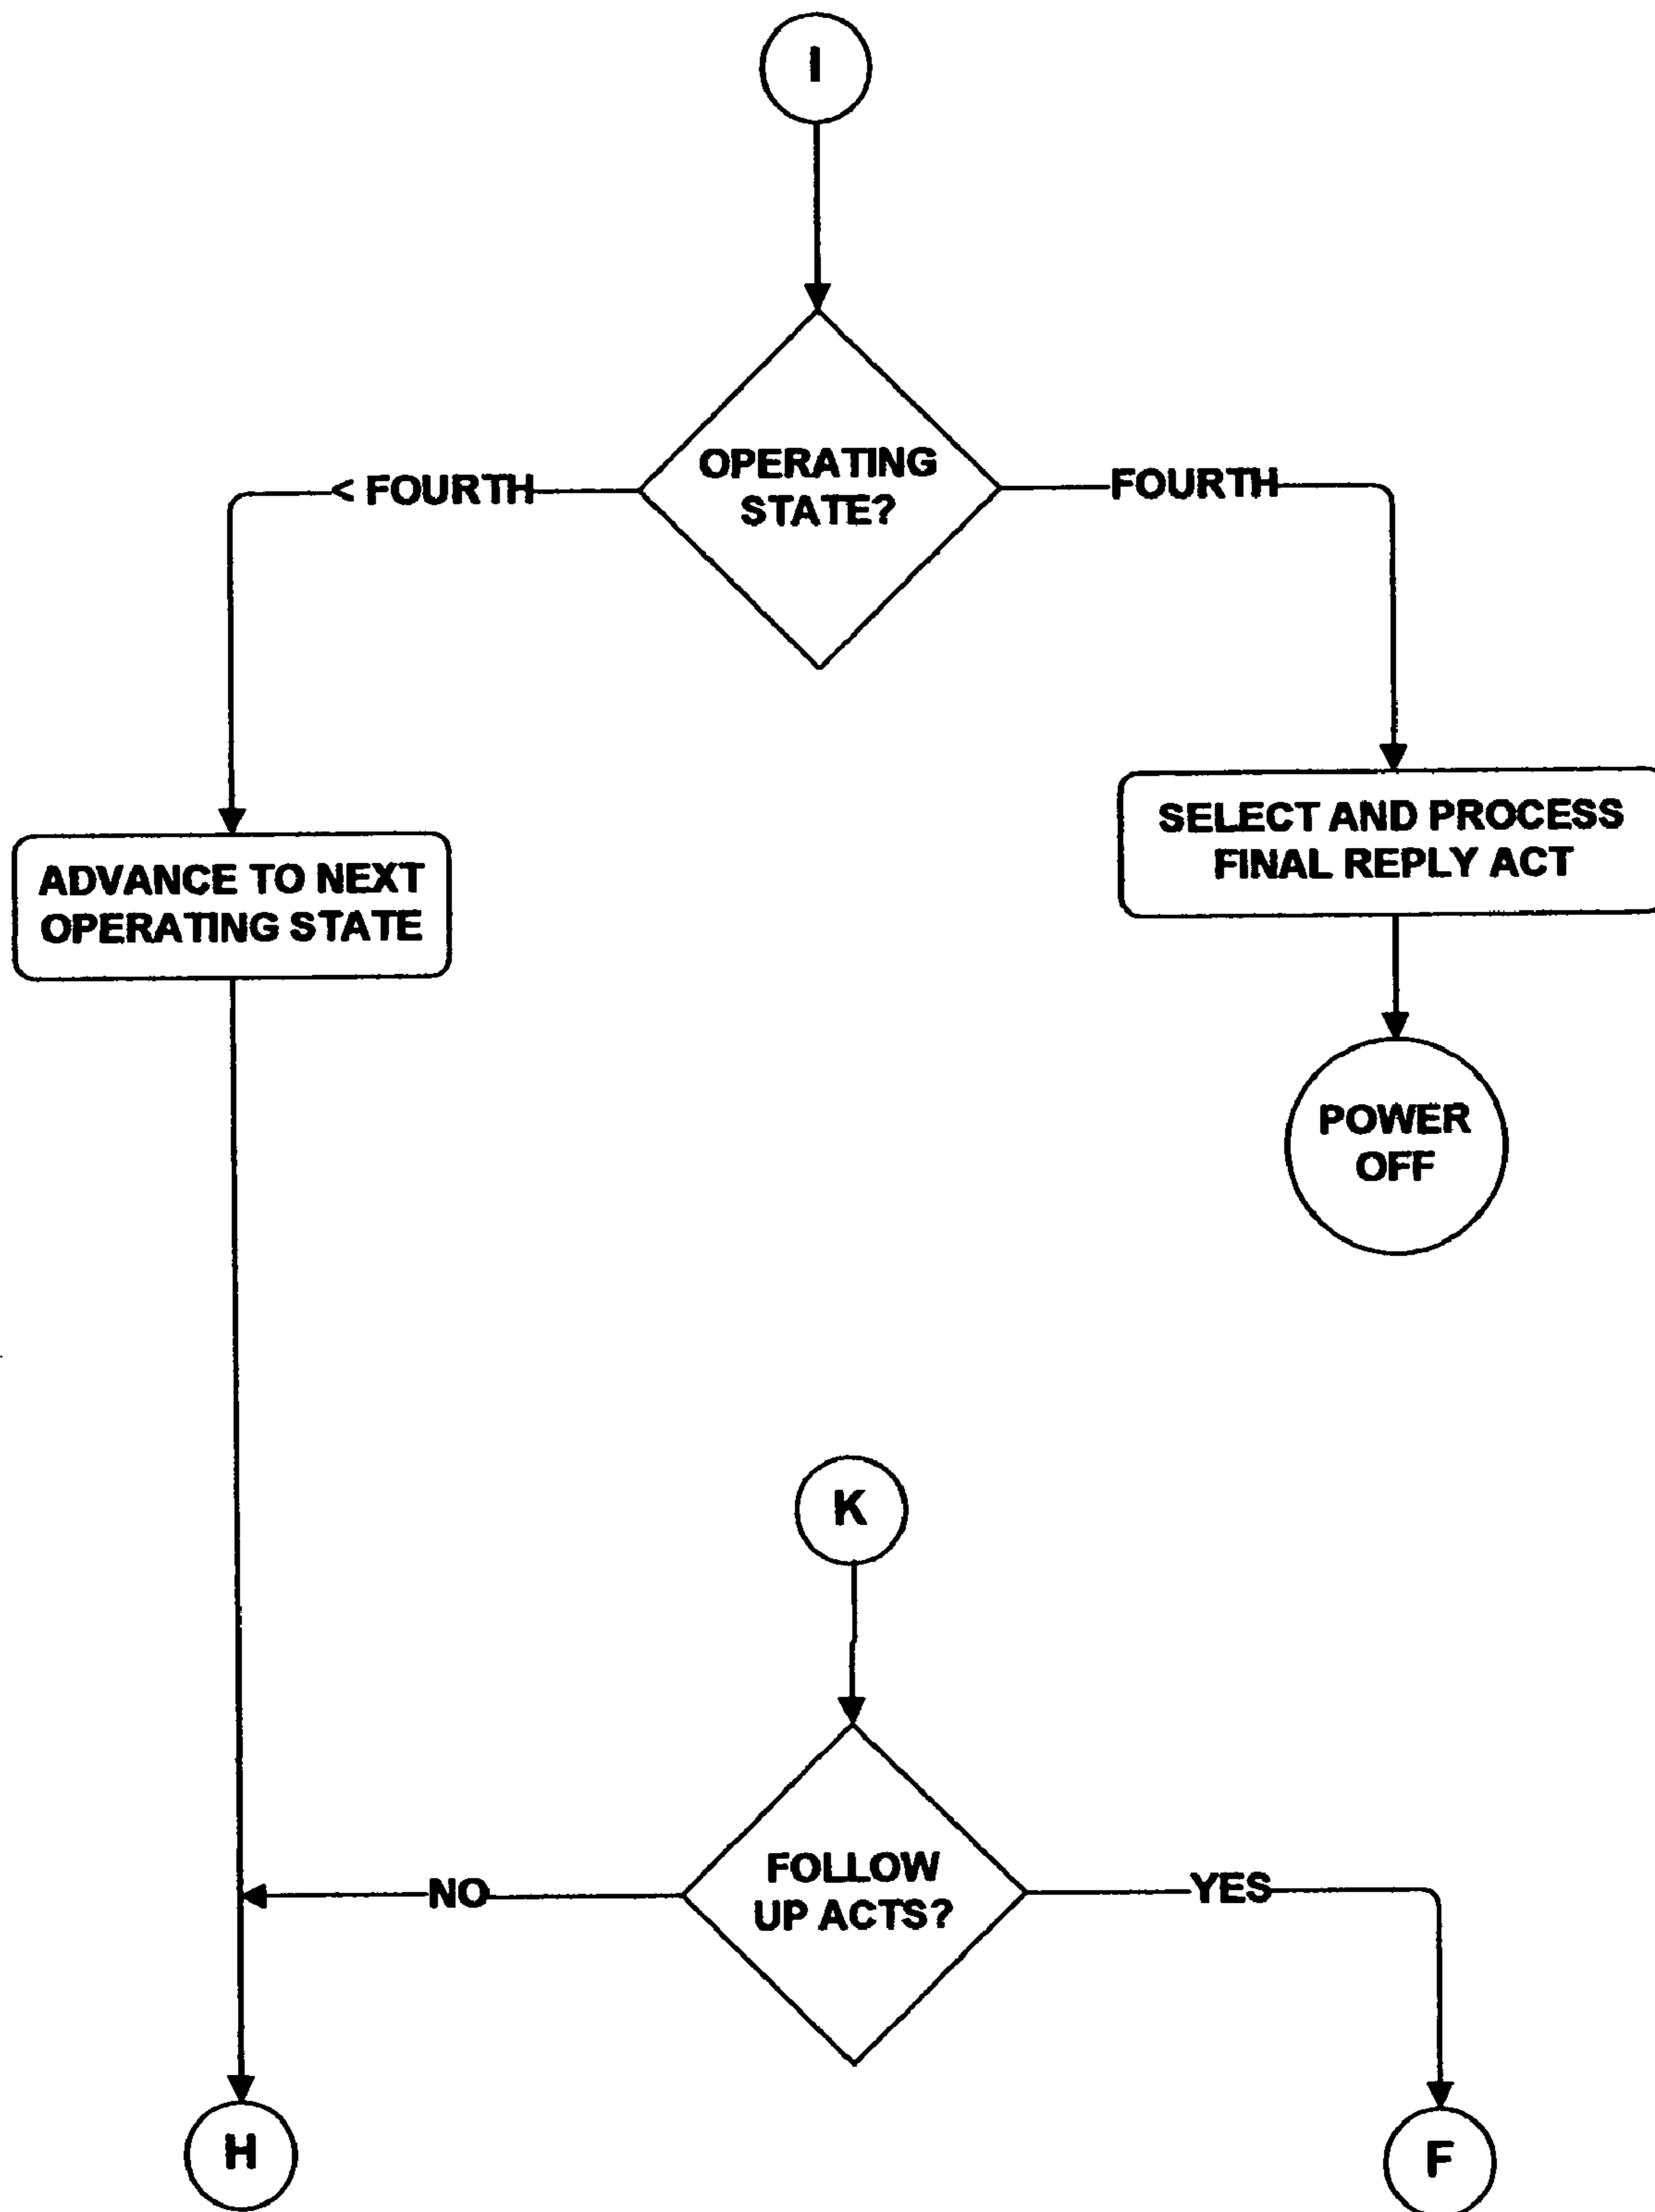 I
OPERATING
STATE?
< FOURTH
FOURTH
SELECT AND PROCESS
FINAL REPLY ACT
ADVANCE TO NEXT
OPERATING STATE
POWER
OFF
K
FOLLOW
UP ACTS?
NO
YES
H
F